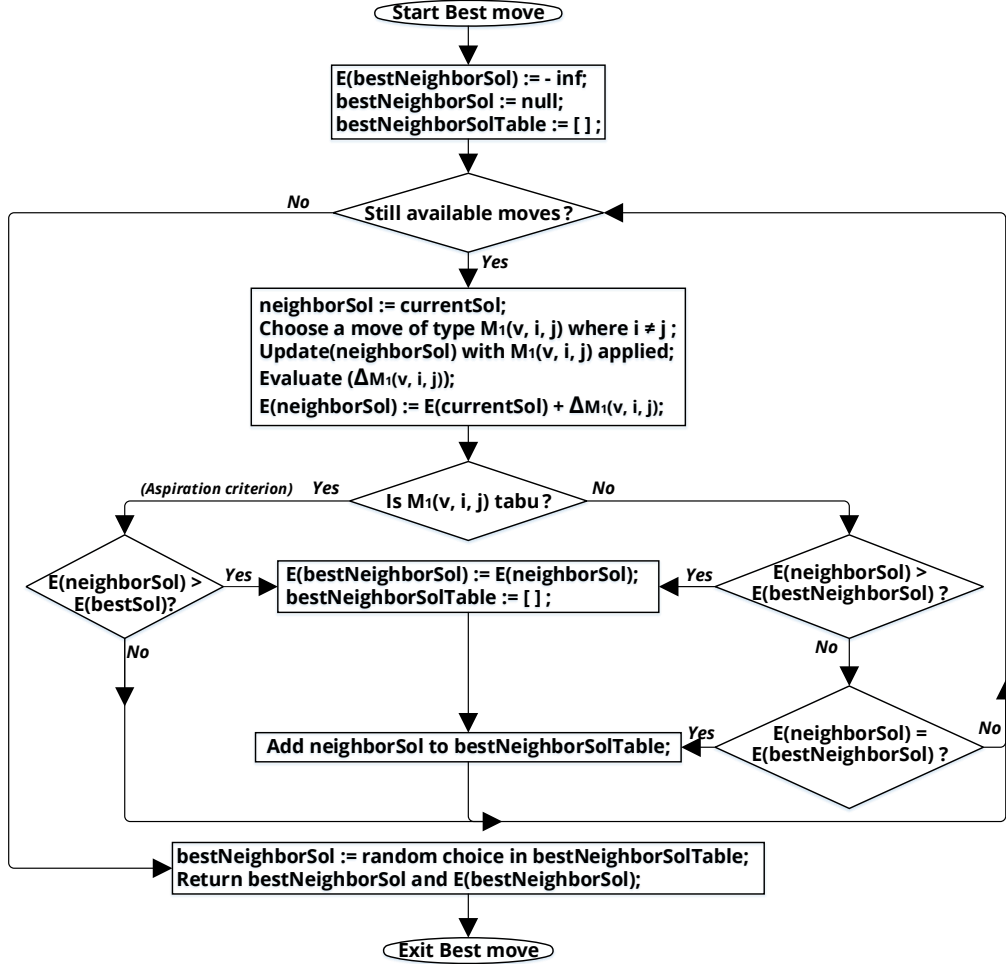 Start Best move
E(bestNeighborSol) := - inf;
bestNeighborSol := null;
bestNeighborSolTable := [ ] ;
No
Still available moves ?
Yes
neighborSol := currentSol;
Choose a move of type M₁(v, i, j) where i ≠ j ;
Update(neighborSol) with M₁(v, i, j) applied;
Evaluate (ΔM₁(v, i, j));
E(neighborSol) := E(currentSol) + ΔM₁(v, i, j);
(Aspiration criterion) Yes
Is M₁(v, i, j) tabu ?
No
E(neighborSol) >
E(bestSol)?
Yes
E(bestNeighborSol) := E(neighborSol);
bestNeighborSolTable := [ ] ;
Yes
E(neighborSol) >
E(bestNeighborSol) ?
No
No
Add neighborSol to bestNeighborSolTable;
Yes
E(neighborSol) =
E(bestNeighborSol) ?
No
bestNeighborSol := random choice in bestNeighborSolTable;
Return bestNeighborSol and E(bestNeighborSol);
Exit Best move